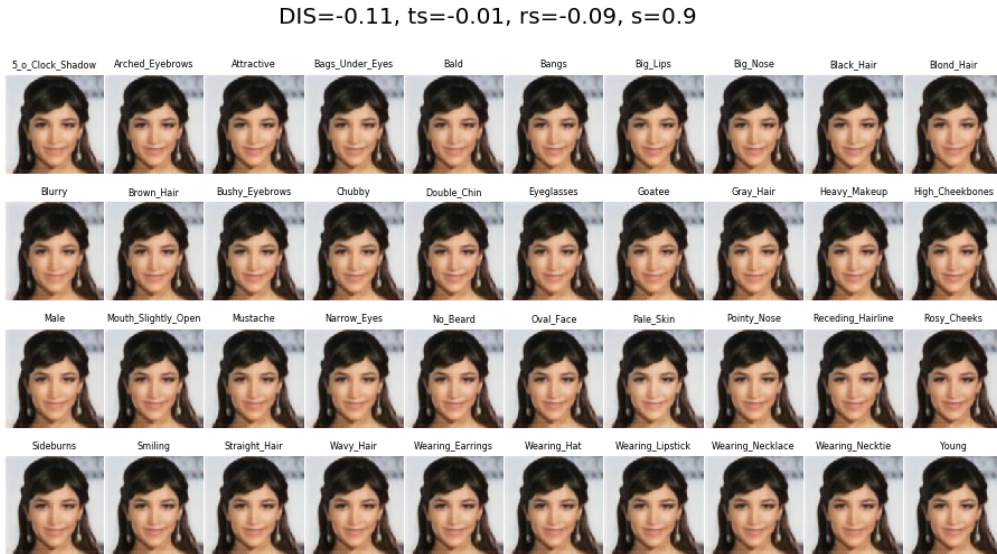 DIS=-0.11, ts=-0.01, rs=-0.09, s=0.9
5_o_Clock_Shadow Arched_Eyebrows Attractive Bags_Under_Eyes Bald Bangs Big_Lips Big_Nose Black_Hair Blond_Hair
Blurry Brown_Hair Bushy_Eyebrows Chubby Double_Chin Eyeglasses Goatee Gray_Hair Heavy_Makeup High_Cheekbones
Male Mouth_Slightly_Open Mustache Narrow_Eyes No_Beard Oval_Face Pale_Skin Pointy_Nose Receding_Hairline Rosy_Cheeks
Sideburns Smiling Straight_Hair Wavy_Hair Wearing_Earrings Wearing_Hat Wearing_Lipstick Wearing_Necklace Wearing_Necktie Young